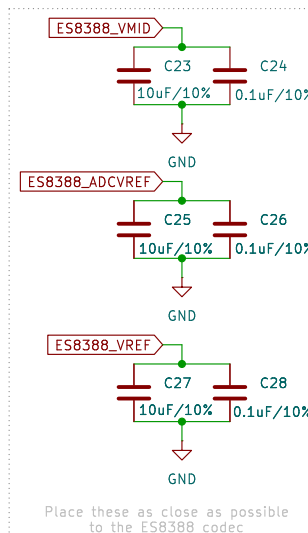 ES8388_VMID
C23 C24
10uF/10% 0.1uF/10%
GND
ES8388_ADCVREF
C25 C26
10uF/10% 0.1uF/10%
GND
ES8388_VREF
C27 C28
10uF/10% 0.1uF/10%
GND
Place these as close as possible
to the ES8388 codec